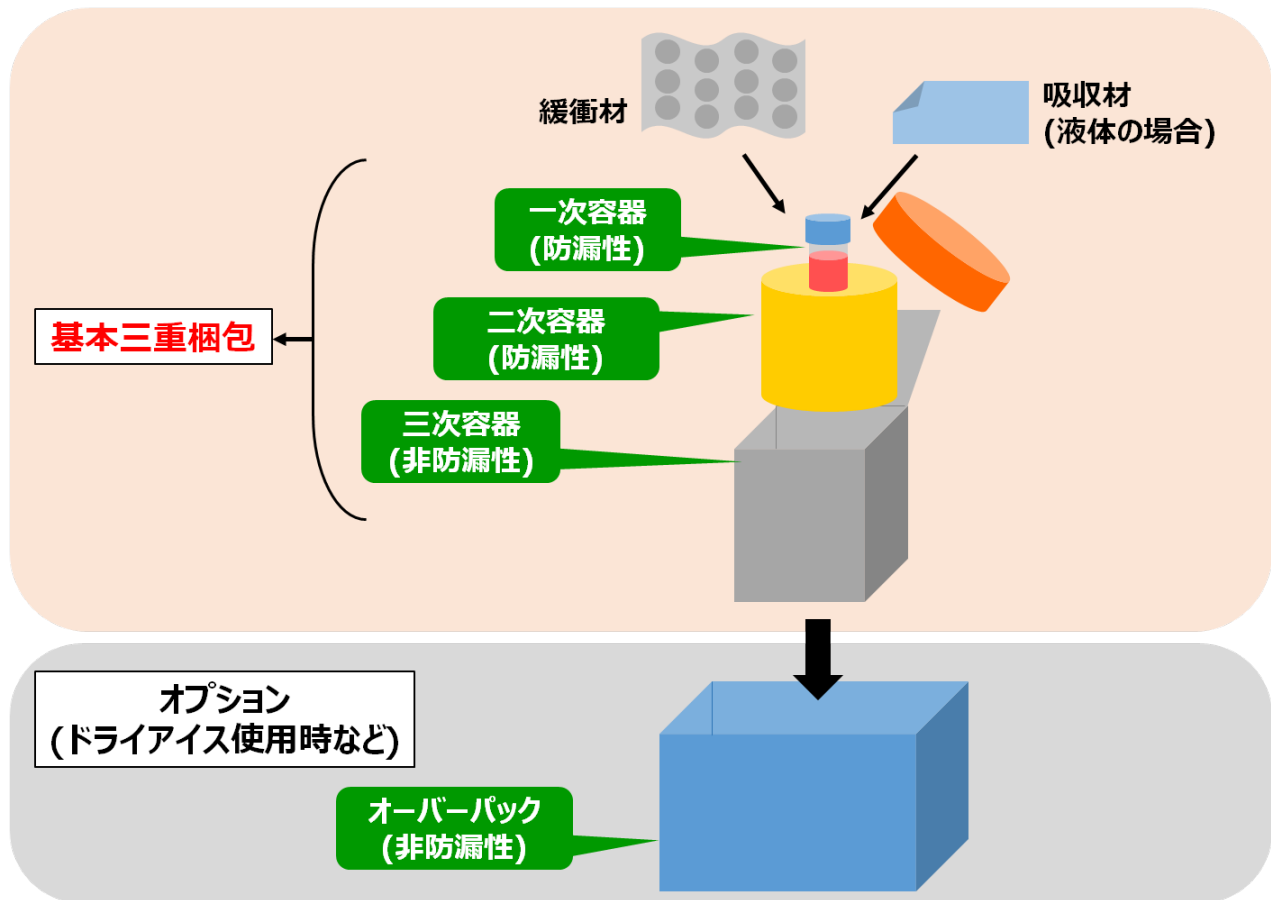 緩衝材
吸収材
(液体の場合)
一次容器
(防漏性)
二次容器
(防漏性)
基本三重梱包
三次容器
(非防漏性)
オプション
(ドライアイス使用時など)
オーバーパック
(非防漏性)